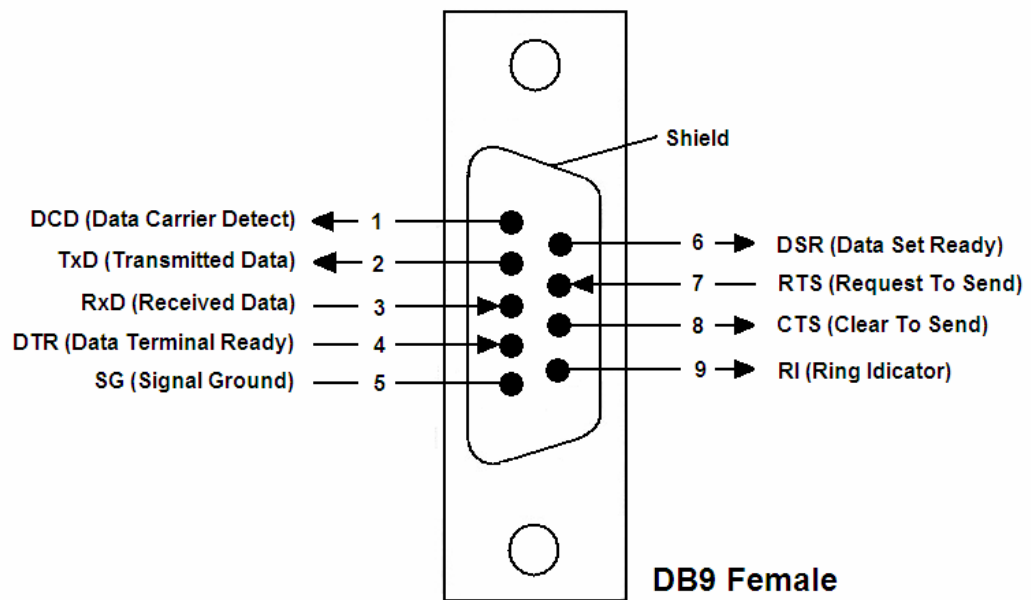 Shield
DCD (Data Carrier Detect) 1
TxD (Transmitted Data) 2
RxD (Received Data) 3
DTR (Data Terminal Ready) 4
SG (Signal Ground) 5
6 DSR (Data Set Ready)
7 RTS (Request To Send)
8 CTS (Clear To Send)
9 RI (Ring Idicator)
DB9 Female